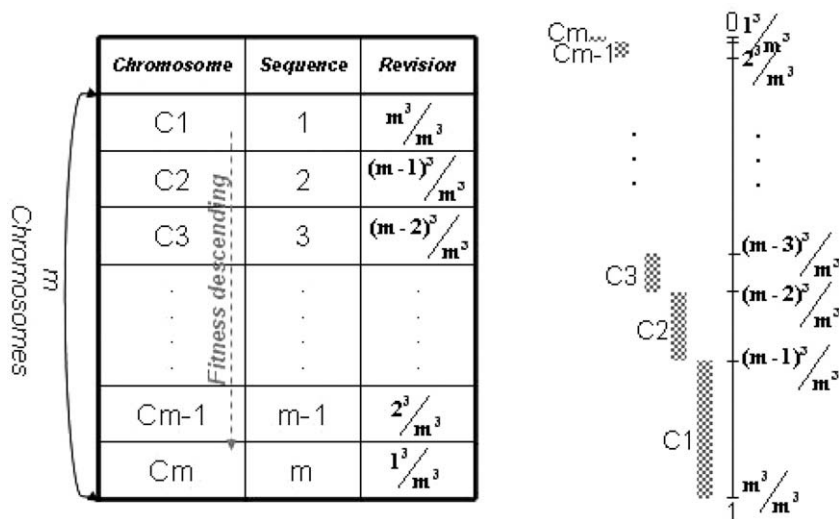 Chromosome Sequence Revision
C1 1 m³/m³
C2 2 (m-1)³/m³
C3 3 (m-2)³/m³
Cm-1 m-1 2³/m³
Cm m 1³/m³
Fitness descending
m
Chromosomes
0 1³/m³
Cm
Cm-1 2³/m³
(m-3)³/m³
C3
(m-2)³/m³
C2
(m-1)³/m³
C1
m³/m³
1